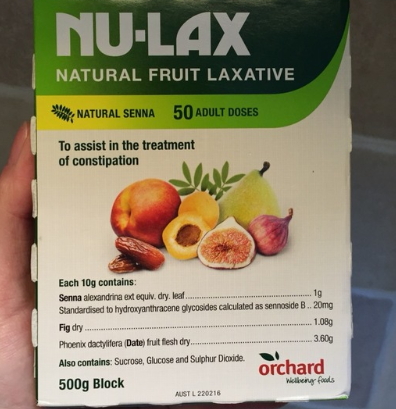 NU-LAX
NATURAL FRUIT LAXATIVE
NATURAL SENNA 50 ADULT DOSES
To assist in the treatment
of constipation
Each 10g contains:
Senna alexandrina ext equiv. dry. leaf ........ 1g
Standardised to hydroxyanthracene glycosides calculated as sennoside B .. 20mg
Fig dry ........ 1.08g
Phoenix dactylifera (Date) fruit flesh dry ........ 3.60g
Also contains: Sucrose, Glucose and Sulphur Dioxide.
orchard
Wellbeing foods
500g Block
AUST L 220216